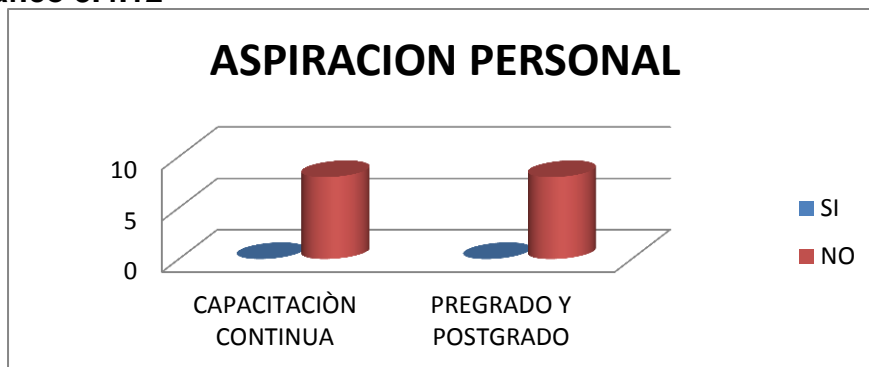 ASPIRACION PERSONAL
10
5
0
CAPACITACIÒN
CONTINUA
PREGRADO Y
POSTGRADO
SI
NO